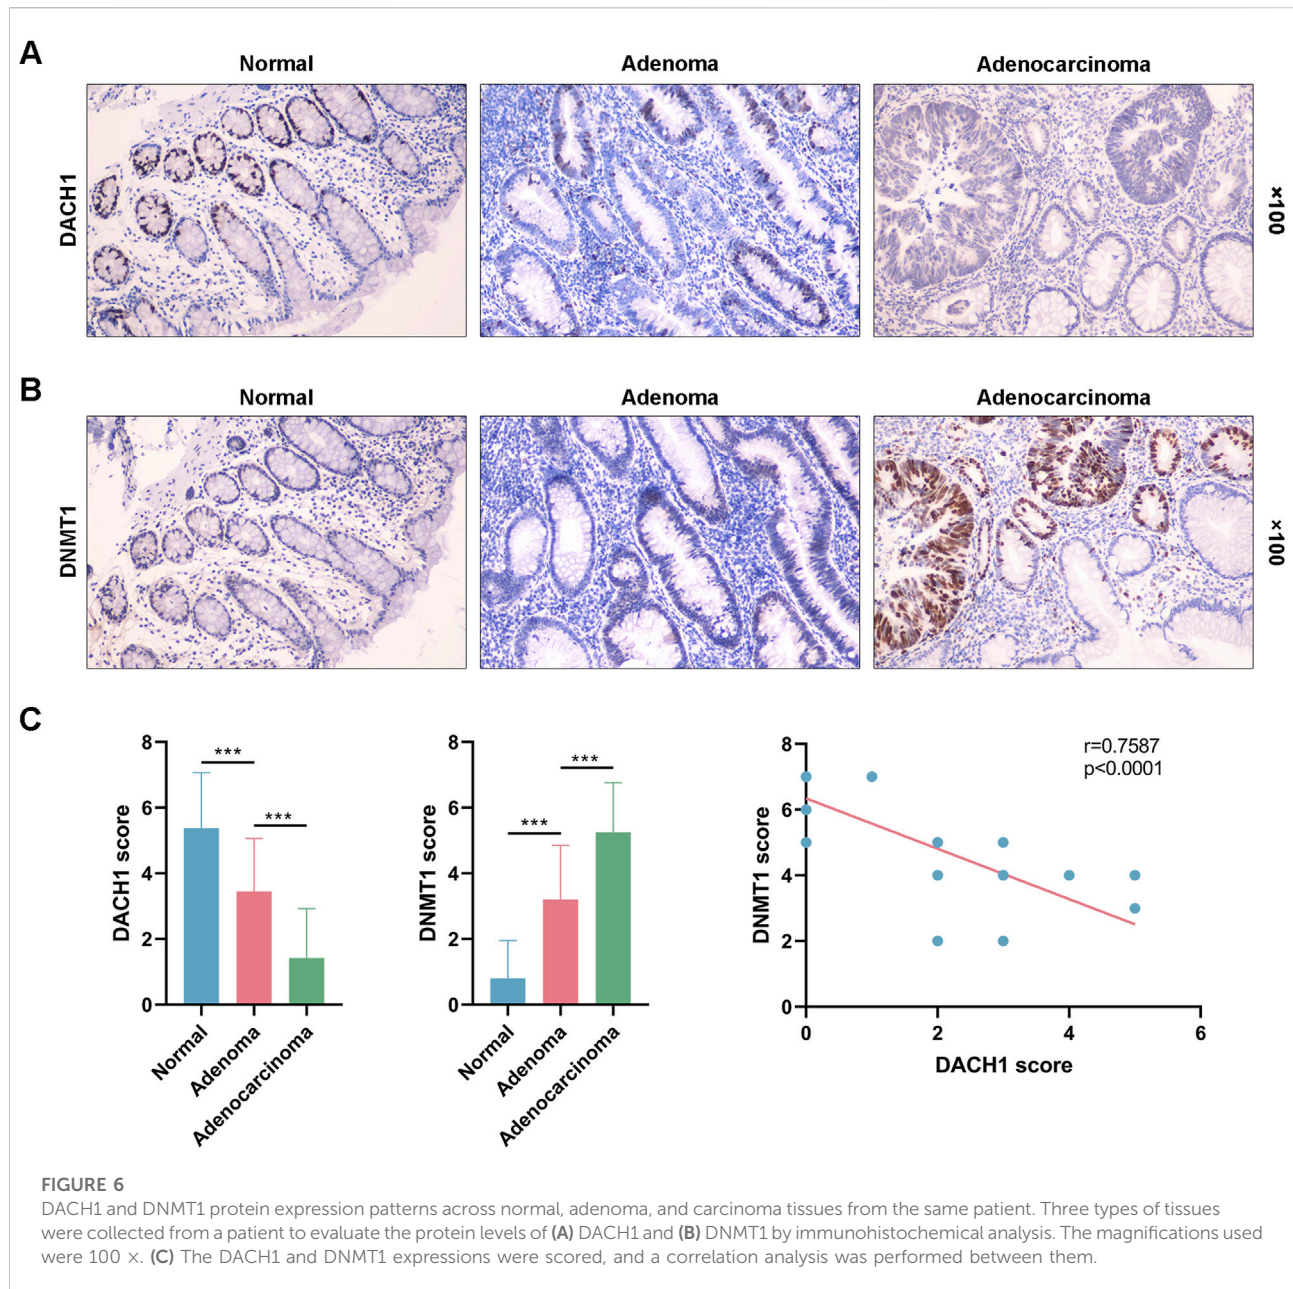 A
Normal
Adenoma
Adenocarcinoma
DACH1
×100
B
Normal
Adenoma
Adenocarcinoma
DNMT1
×100
C
DACH1 score
8
6
4
2
0
***
***
Normal
Adenoma
Adenocarcinoma
DNMT1 score
8
6
4
2
0
***
***
Normal
Adenoma
Adenocarcinoma
DNMT1 score
8
6
4
2
0
r=0.7587
p<0.0001
0
2
4
6
DACH1 score
FIGURE 6
DACH1 and DNMT1 protein expression patterns across normal, adenoma, and carcinoma tissues from the same patient. Three types of tissues
were collected from a patient to evaluate the protein levels of (A) DACH1 and (B) DNMT1 by immunohistochemical analysis. The magnifications used
were 100 ×. (C) The DACH1 and DNMT1 expressions were scored, and a correlation analysis was performed between them.